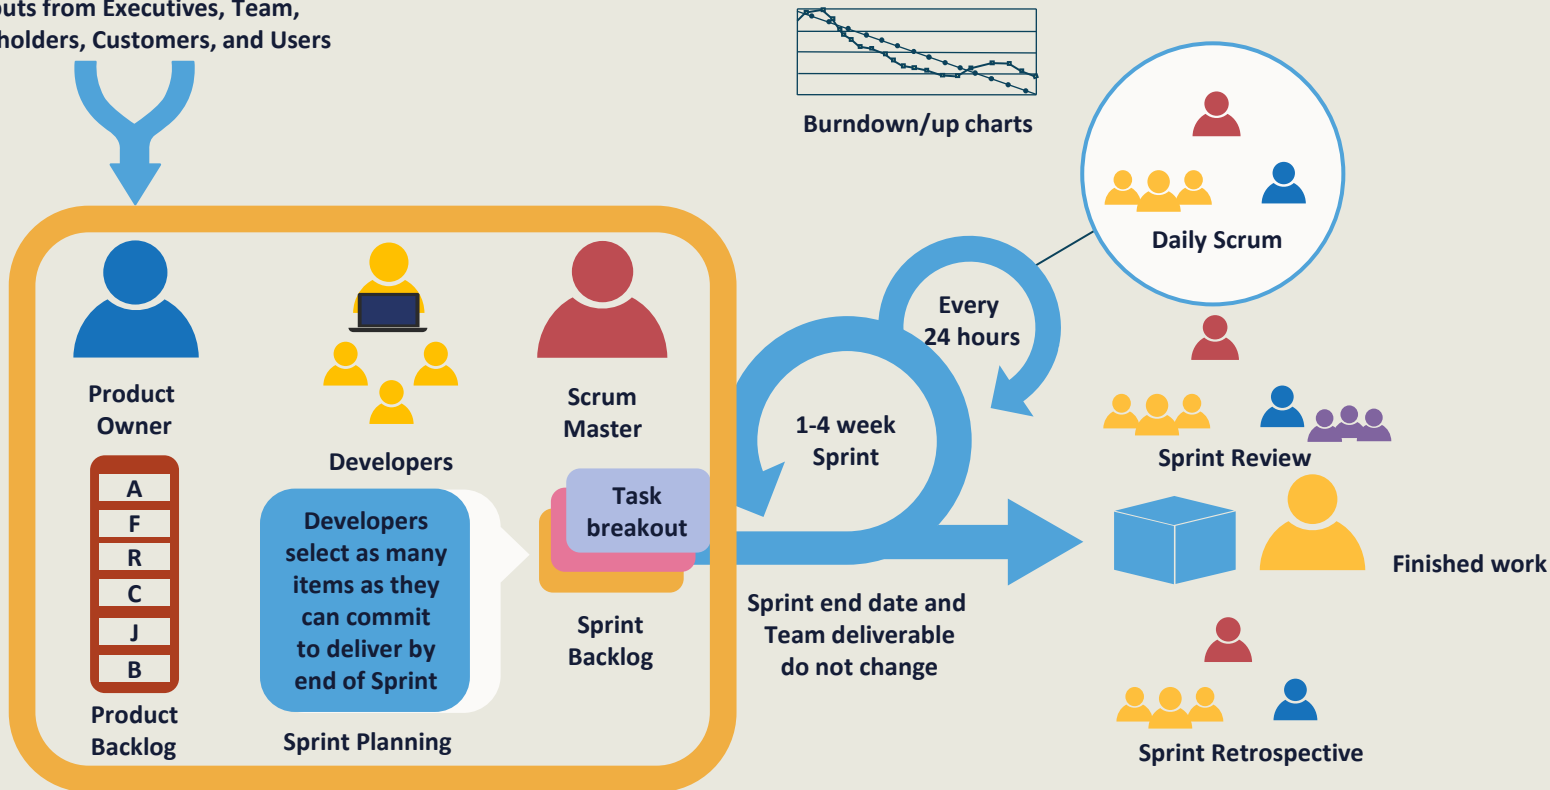 from Executives, Team,
Customers, and Users
Burndown/up charts
Daily Scrum
Every
24 hours
Product
Owner
Developers
Scrum
Master
1-4 week
Sprint
Sprint Review
A
F
R
C
J
B
Developers
select as many
items as they
can commit
to deliver by
end of Sprint
Task
breakout
Sprint
Backlog
Sprint end date and
Team deliverable
do not change
Finished work
Product
Backlog
Sprint Planning
Sprint Retrospective